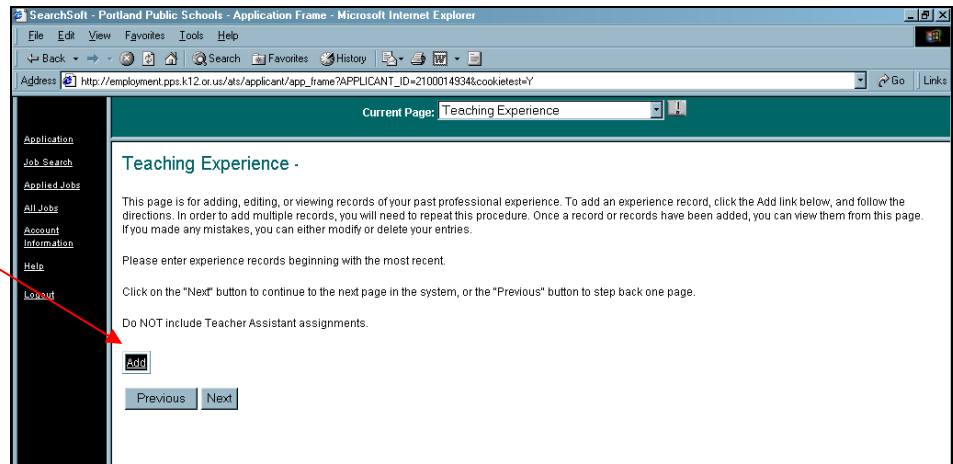 SearchSoft - Portland Public Schools - Application Frame - Microsoft Internet Explorer
File Edit View Favorites Tools Help
Back Search Favorites History
Address http://employment.pps.k12.or.us/ats/applicant/app_frame?APPLICANT_ID=2100014934&cookietest=Y' Go Links
Current Page: Teaching Experience
Application
Job Search
Applied Jobs
All Jobs
Account
Information
Help
Logout
Teaching Experience -
This page is for adding, editing, or viewing records of your past professional experience. To add an experience record, click the Add link below, and follow the
directions. In order to add multiple records, you will need to repeat this procedure. Once a record or records have been added, you can view them from this page.
If you made any mistakes, you can either modify or delete your entries.
Please enter experience records beginning with the most recent.
Click on the "Next" button to continue to the next page in the system, or the "Previous" button to step back one page.
Do NOT include Teacher Assistant assignments.
Add
Previous Next